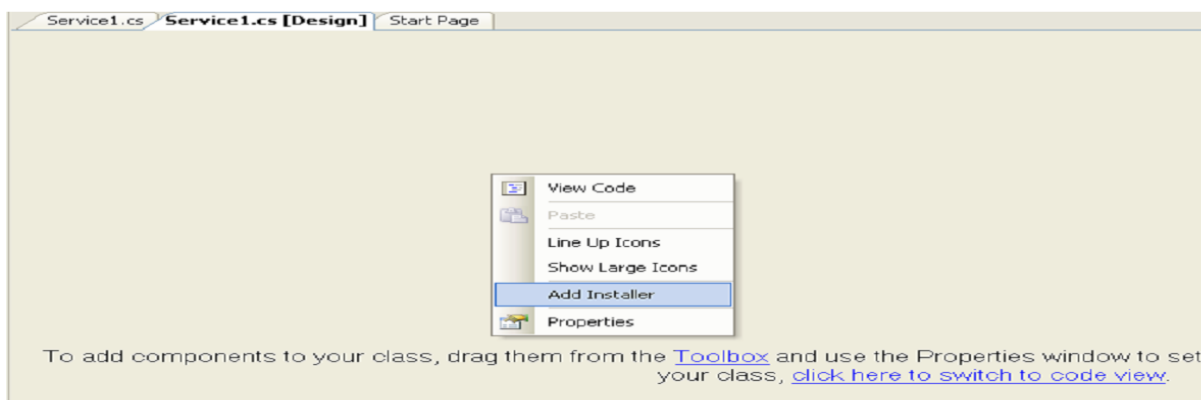 Service1.cs Service1.cs [Design] Start Page
View Code
Paste
Line Up Icons
Show Large Icons
Add Installer
Properties
To add components to your class, drag them from the Toolbox and use the Properties window to set
your class, click here to switch to code view.